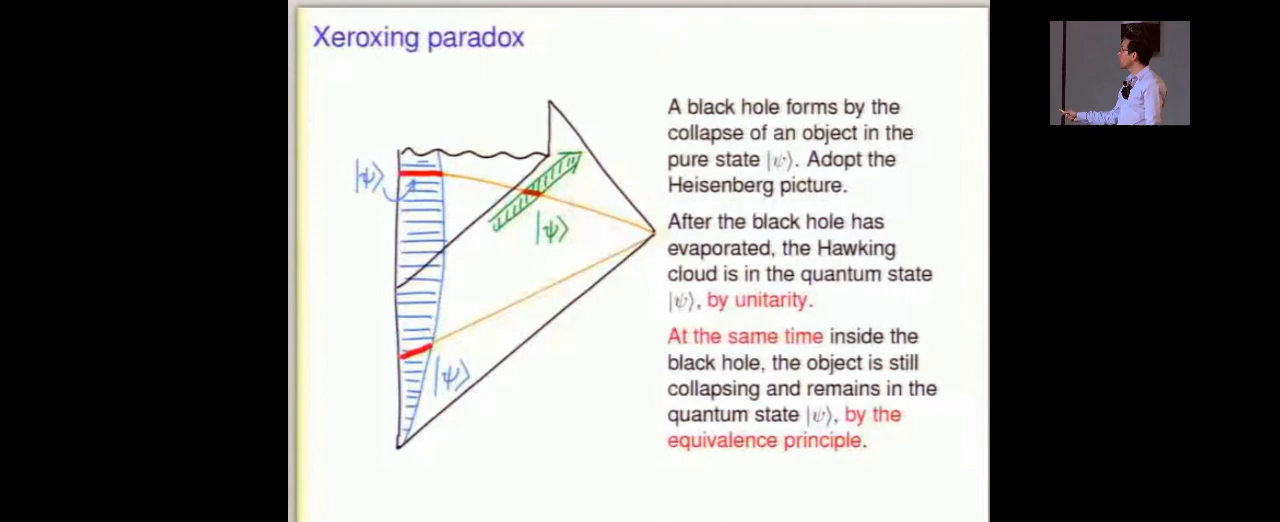 Xeroxing paradox
|ψ⟩
|ψ⟩
|ψ⟩
A black hole forms by the
collapse of an object in the
pure state |ψ⟩. Adopt the
Heisenberg picture.
After the black hole has
evaporated, the Hawking
cloud is in the quantum state
|ψ⟩, by unitarity.
At the same time inside the
black hole, the object is still
collapsing and remains in the
quantum state |ψ⟩, by the
equivalence principle.